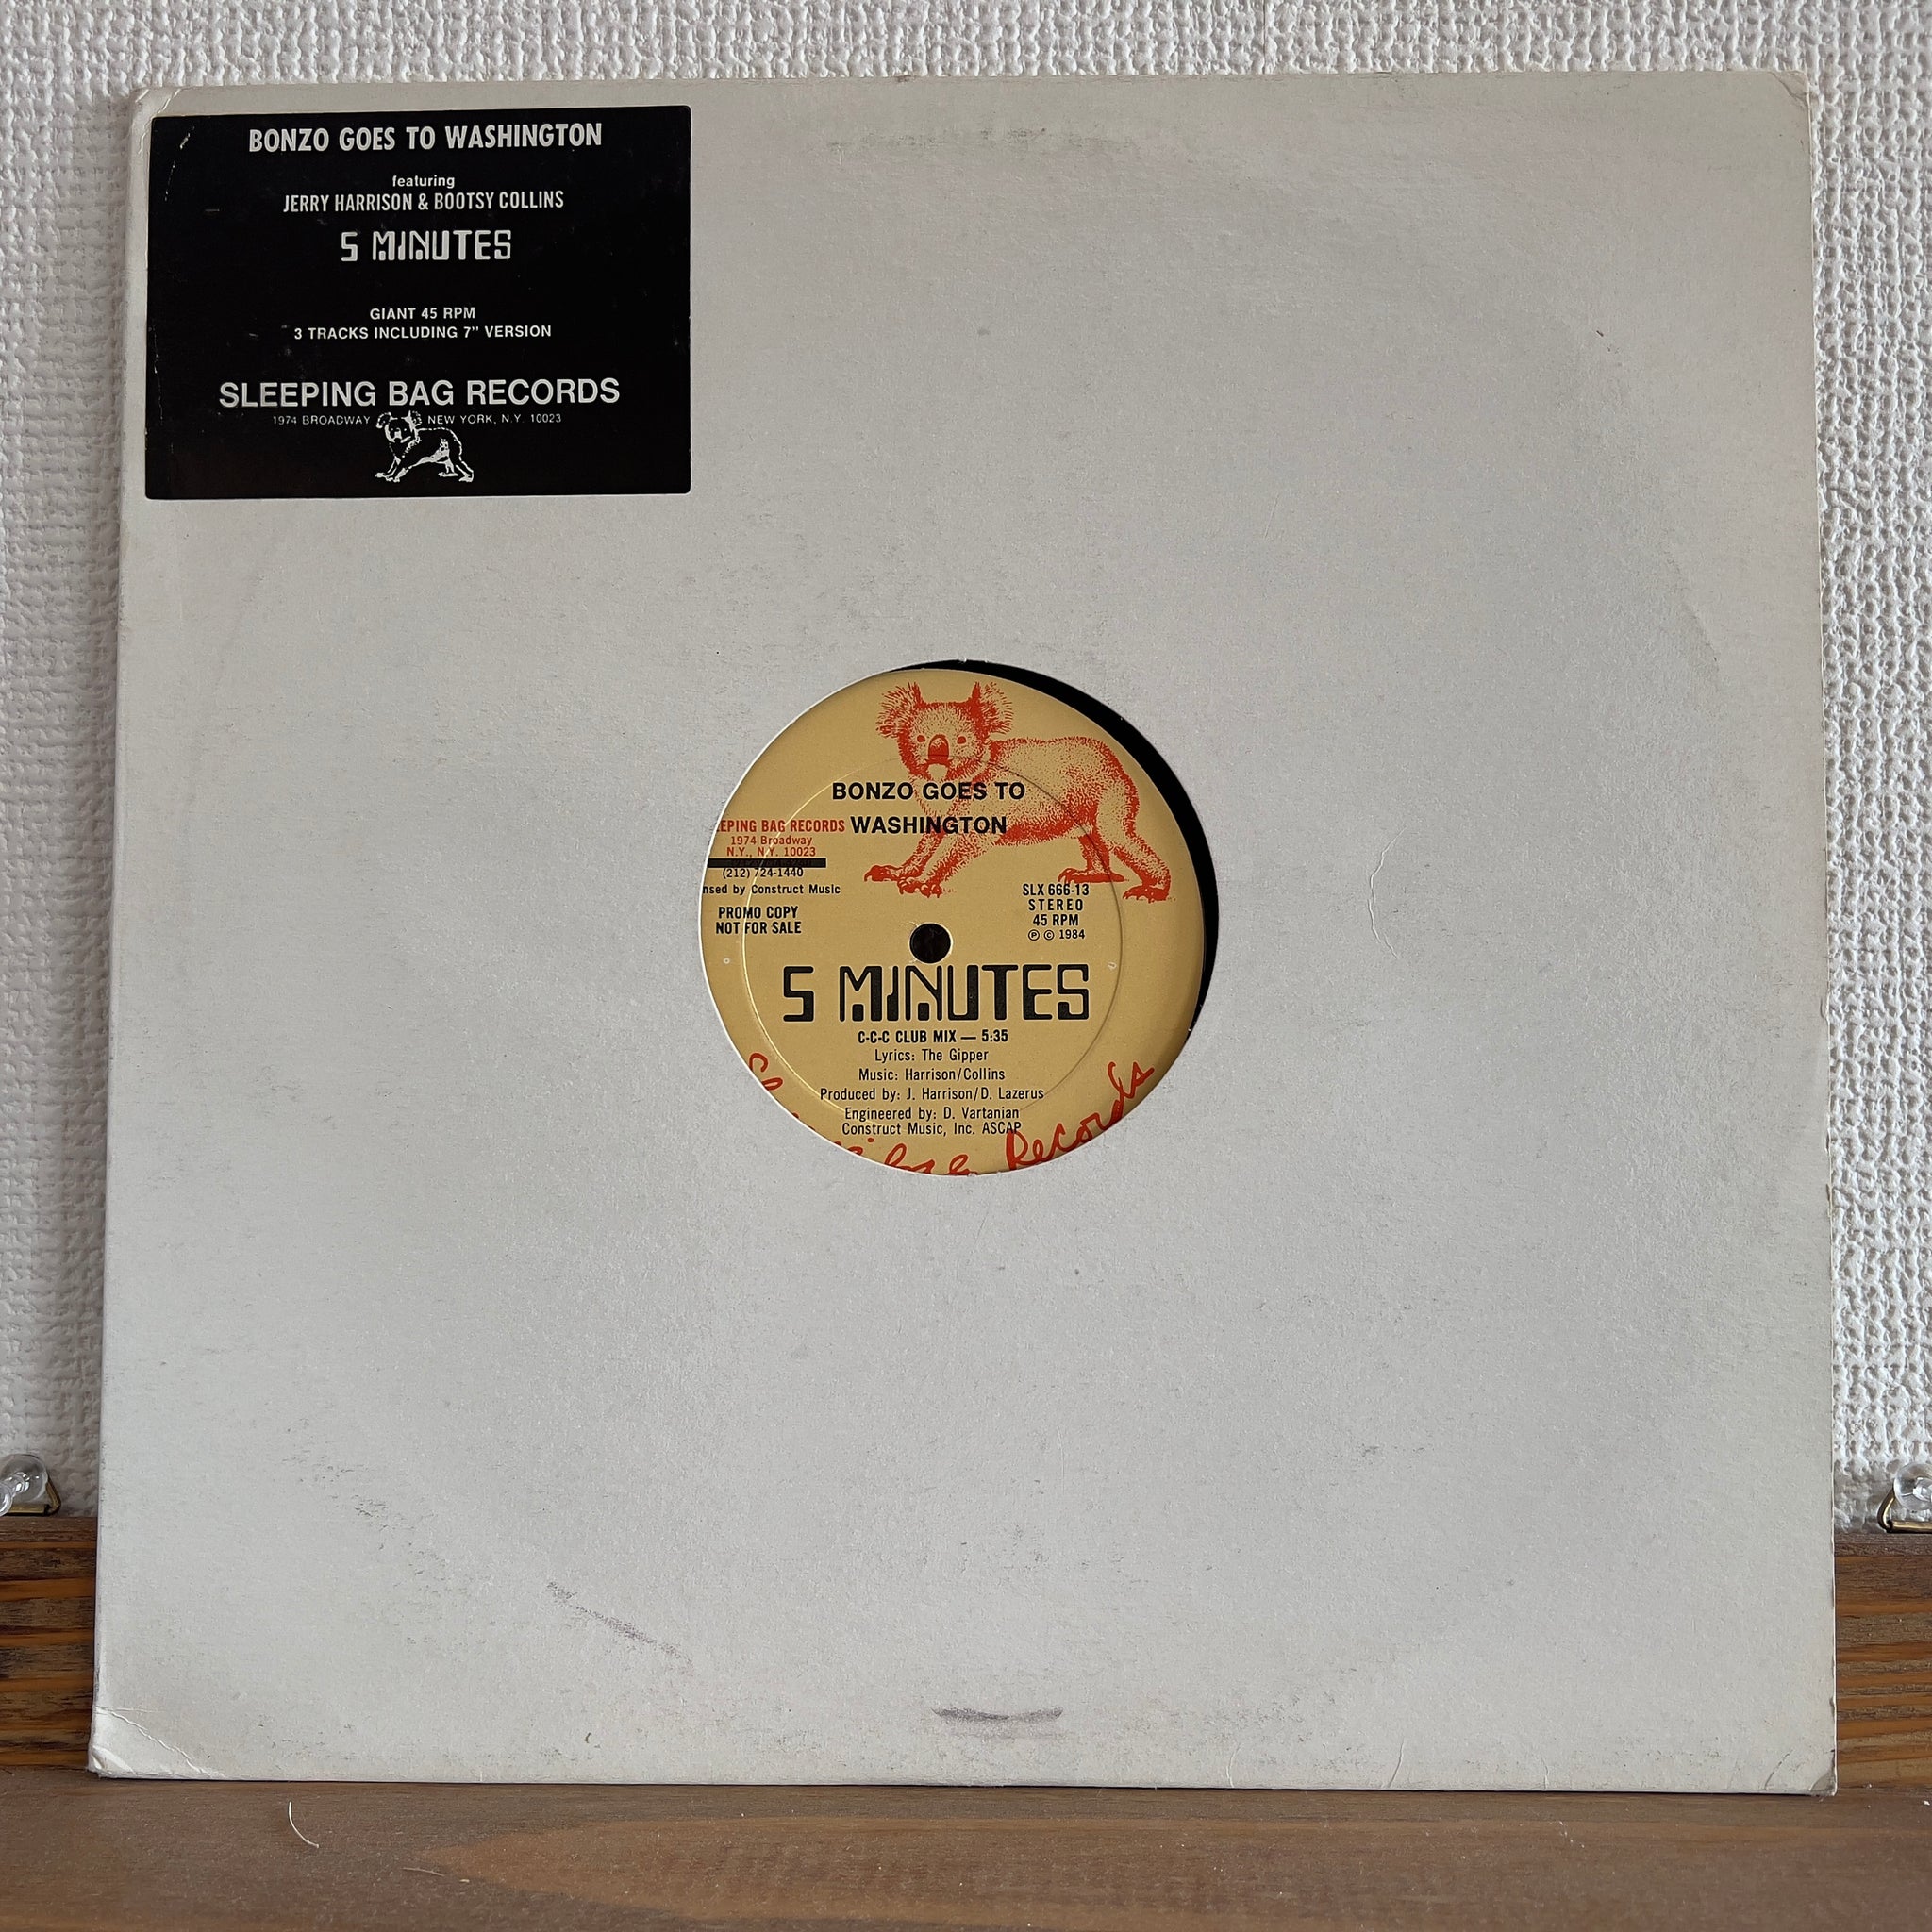 BONZO GOES TO WASHINGTON
featuring
JERRY HARRISON & BOOTSY COLLINS
5 MINUTES
GIANT 45 RPM
3 TRACKS INCLUDING 7" VERSION
SLEEPING BAG RECORDS
1974 BROADWAY NEW YORK, N.Y. 10023
BONZO GOES TO
WASHINGTON
EPING BAG RECORDS
1974 Broadway
N.Y., N.Y. 10023
(212) 724-1440
nsed by Construct Music
PROMO COPY
NOT FOR SALE
SLX 666-13
STEREO
45 RPM
Ⓟ © 1984
5 MINUTES
C-C-C CLUB MIX — 5:35
Lyrics: The Gipper
Music: Harrison/Collins
Produced by: J. Harrison/D. Lazerus
Engineered by: D. Vartanian
Construct Music, Inc. ASCAP
Records